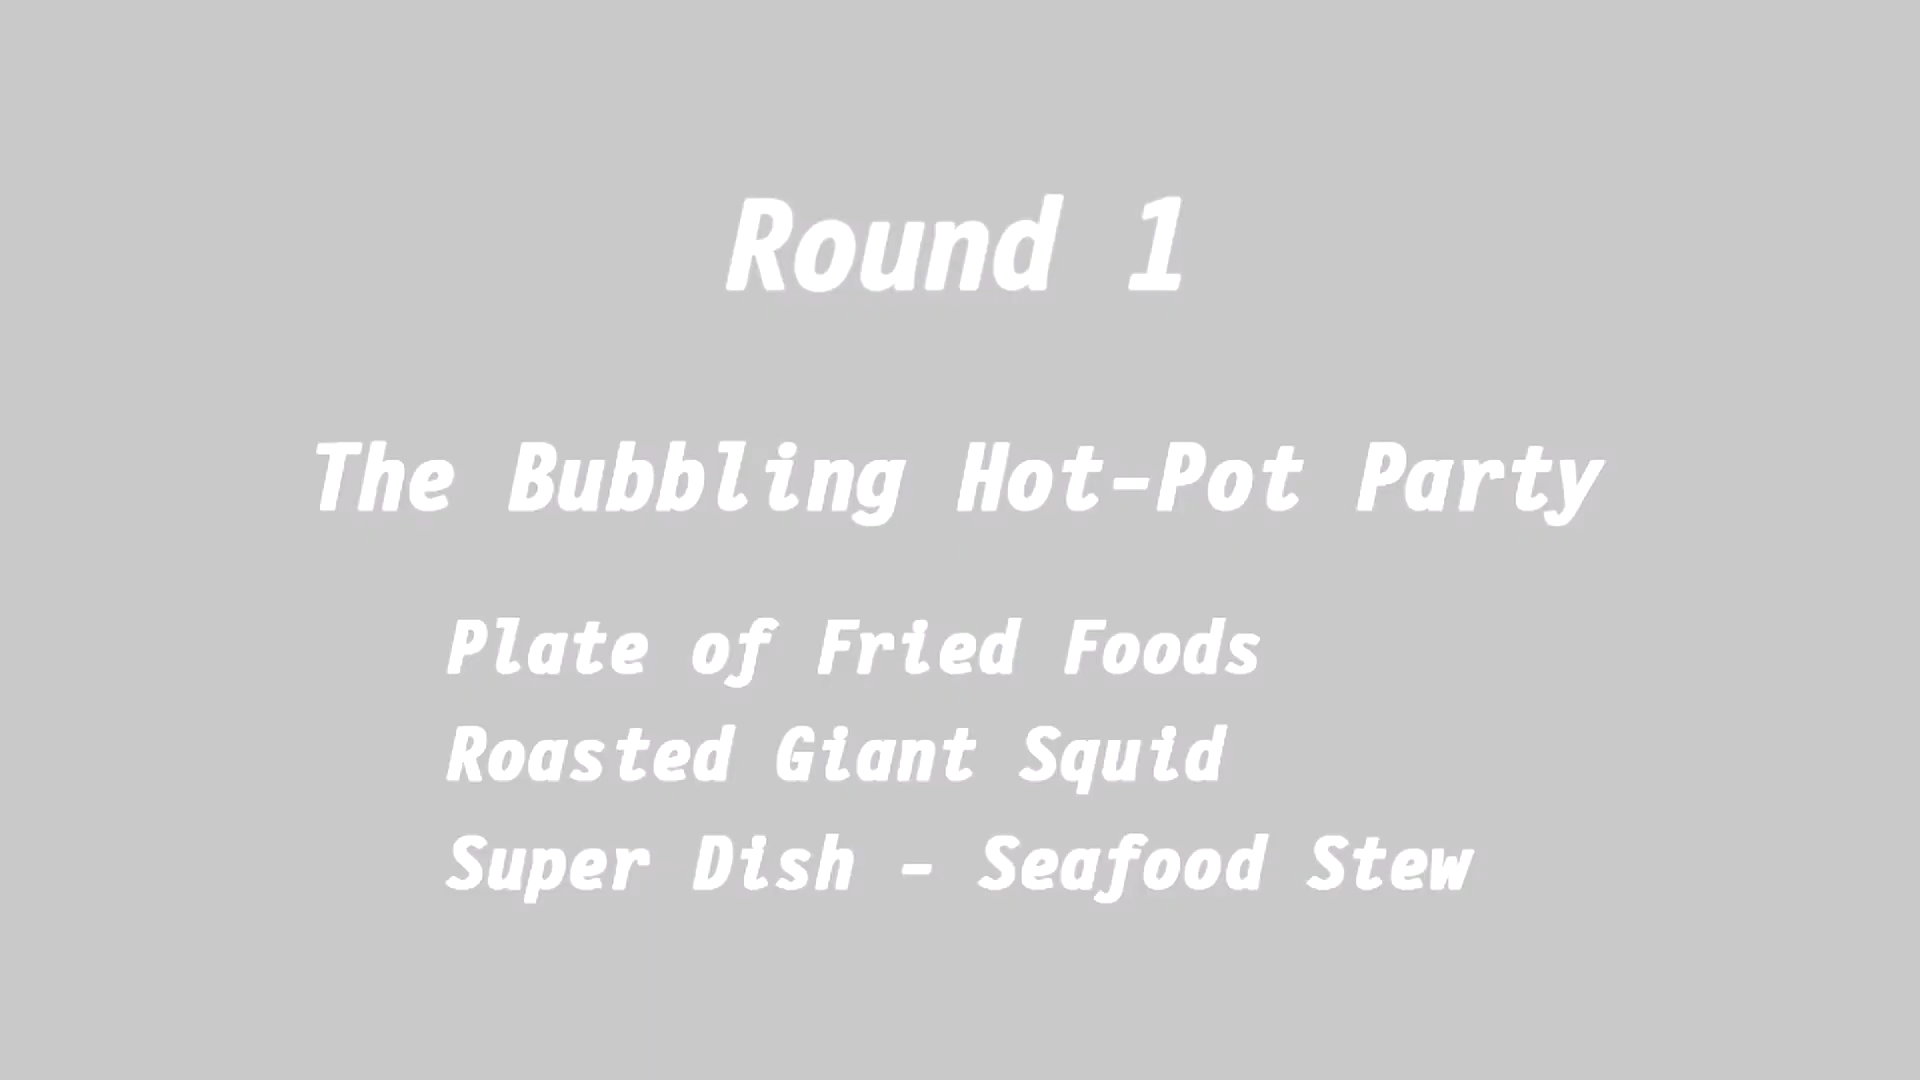 Round 1
The Bubbling Hot-Pot Party
Plate of Fried Foods
Roasted Giant Squid
Super Dish - Seafood Stew